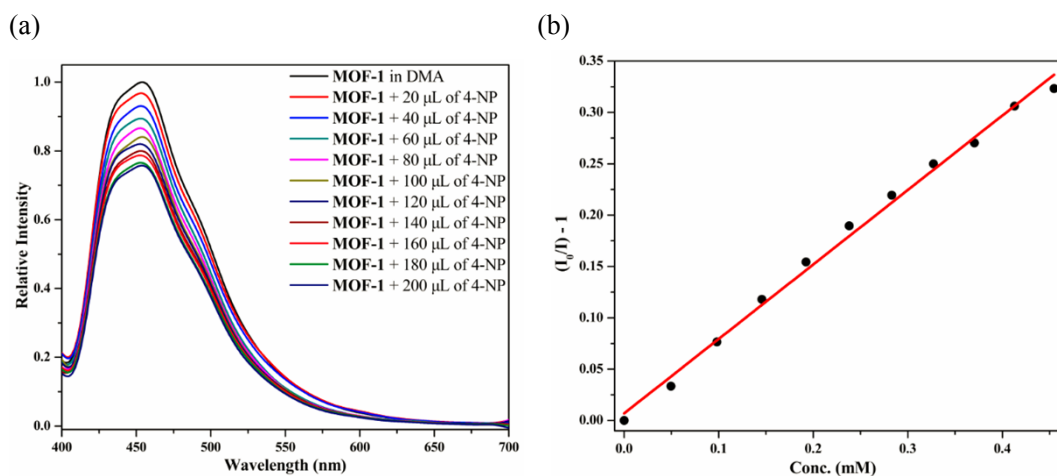 (a)
(b)
MOF-1 in DMA
MOF-1 + 20 μL of 4-NP
MOF-1 + 40 μL of 4-NP
MOF-1 + 60 μL of 4-NP
MOF-1 + 80 μL of 4-NP
MOF-1 + 100 μL of 4-NP
MOF-1 + 120 μL of 4-NP
MOF-1 + 140 μL of 4-NP
MOF-1 + 160 μL of 4-NP
MOF-1 + 180 μL of 4-NP
MOF-1 + 200 μL of 4-NP
1.0
0.8
0.6
0.4
0.2
0.0
Relative Intensity
400 450 500 550 600 650 700
Wavelength (nm)
0.35
0.30
0.25
0.20
0.15
0.10
0.05
0.00
(I₀/I) - 1
0.0 0.1 0.2 0.3 0.4
Conc. (mM)